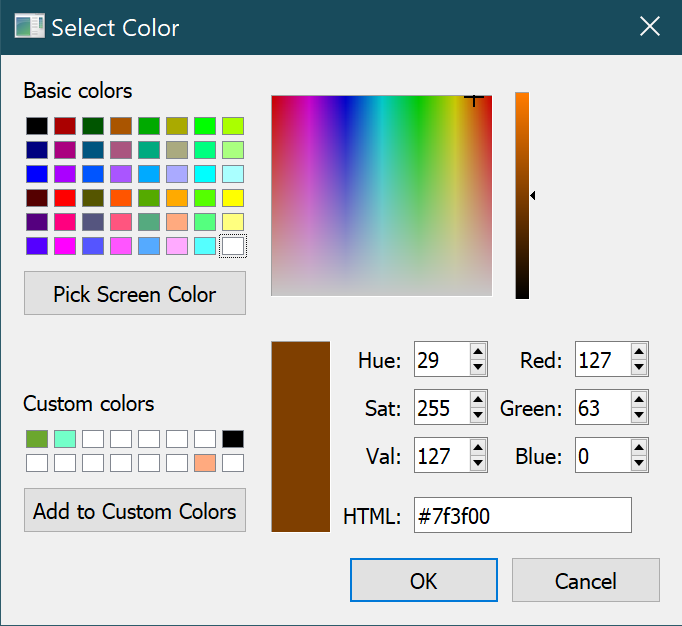 Select Color
Basic colors
Pick Screen Color
Custom colors
Add to Custom Colors
Hue: 29 Red: 127
Sat: 255 Green: 63
Val: 127 Blue: 0
HTML: #7f3f00
OK Cancel